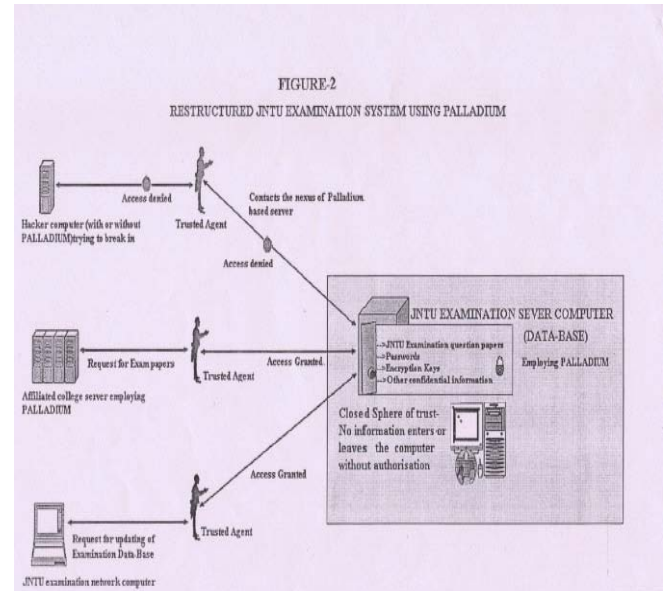 FIGURE-2
RESTRUCTURED JNTU EXAMINATION SYSTEM USING PALLADIUM
Access denied
Hacker computer (with or without
PALLADIUM)trying to break in
Trusted Agent
Contacts the nexus of Palladium
based server
Access denied
JNTU EXAMINATION SEVER COMPUTER
(DATA-BASE)
Employing PALLADIUM
-->JNTU Examination question papers
-->Passwords
-->Encryption Keys
-->Other confidential information
Request for Exam papers
Trusted Agent
Access Granted
Affiliated college server employing
PALLADIUM
Closed Sphere of trust-
No information enters or
leaves the computer
without authorisation
Access Granted
Request for updating of
Examination Data-Base
Trusted Agent
JNTU examination network computer